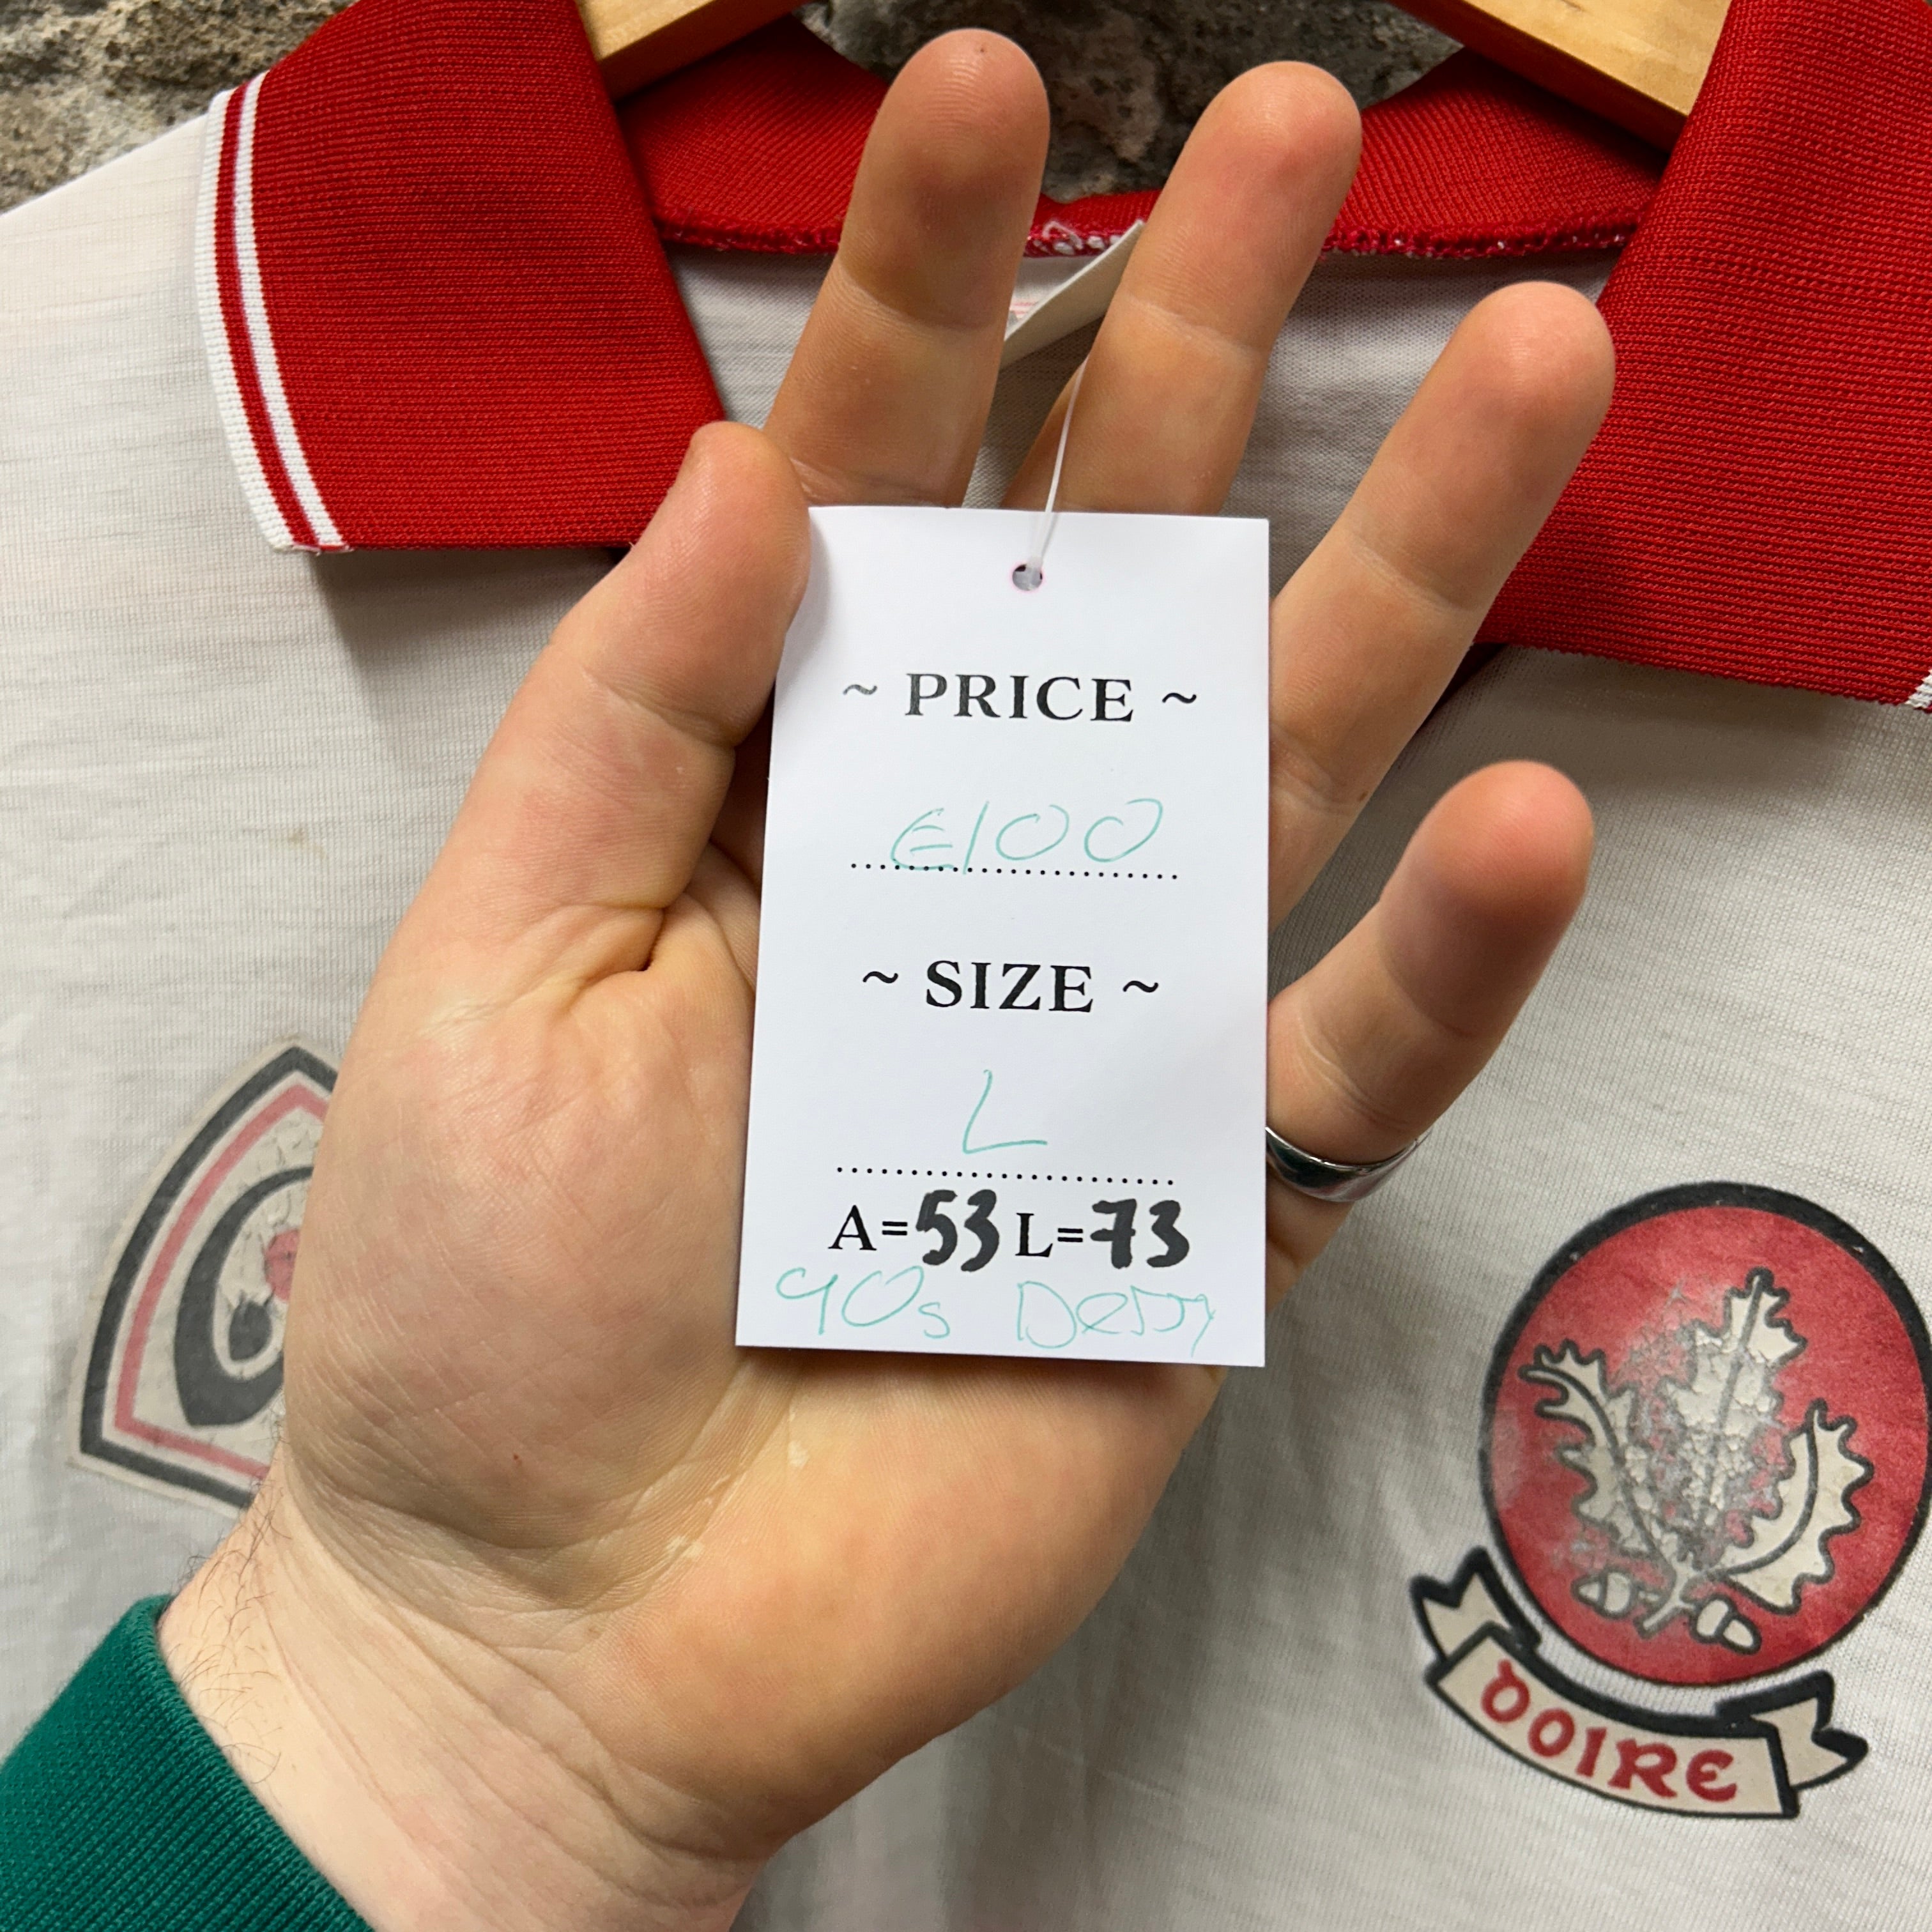 ~ PRICE ~
€100
~ SIZE ~
L
A=53 L=73
90s Derry
DOIRE